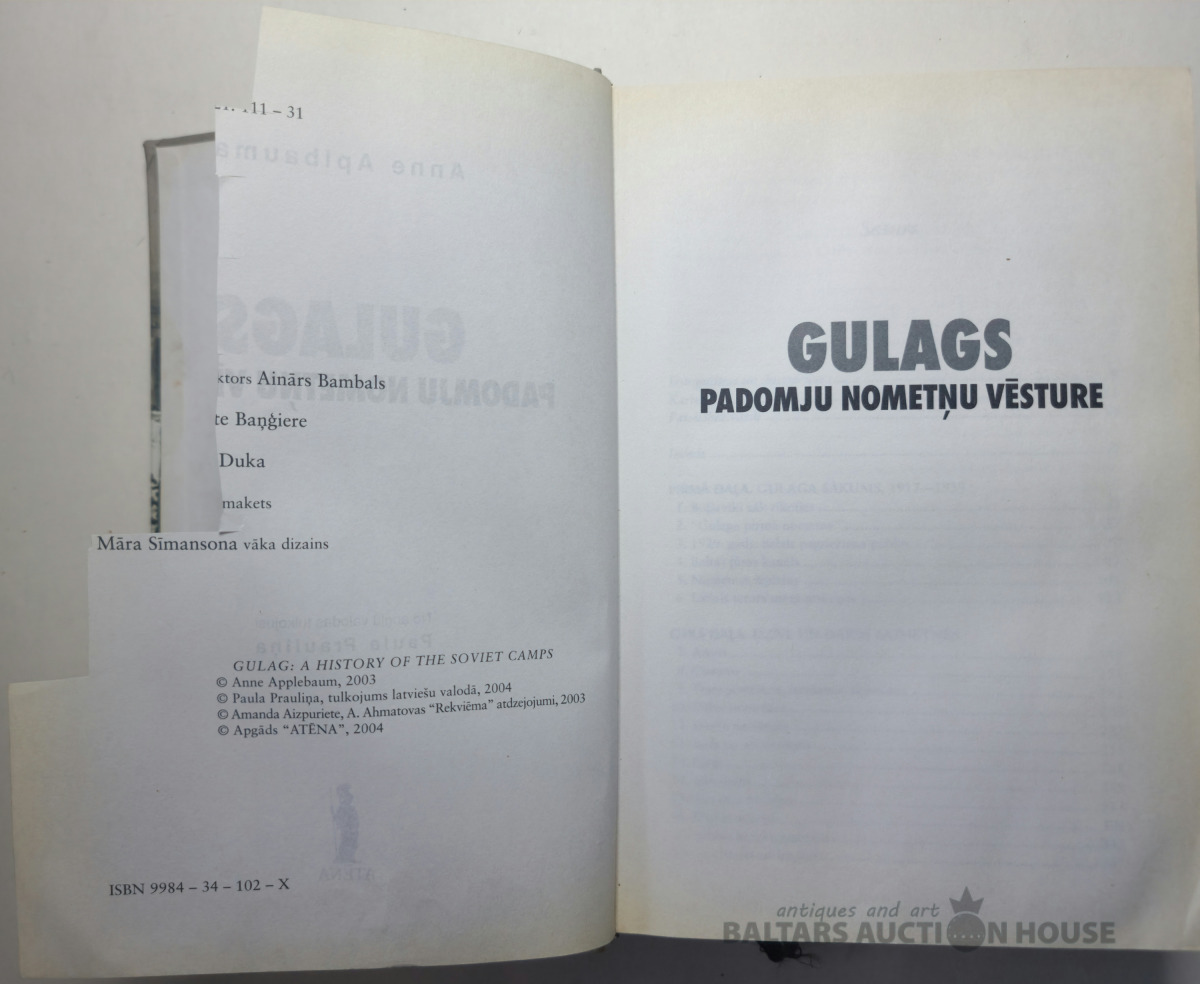 11 – 31
ktors Ainārs Bambals
te Baņģiere
Duka
makets
Māra Sīmansona vāka dizains
GULAG: A HISTORY OF THE SOVIET CAMPS
© Anne Applebaum, 2003
© Paula Prauliņa, tulkojums latviešu valodā, 2004
© Amanda Aizpuriete, A. Ahmatovas “Rekviēma” atdzejojumi, 2003
© Apgāds “ATĒNA”, 2004
ISBN 9984 – 34 – 102 – X
GULAGS
PADOMJU NOMETŅU VĒSTURE
antiques and art
BALTARS AUCTION HOUSE